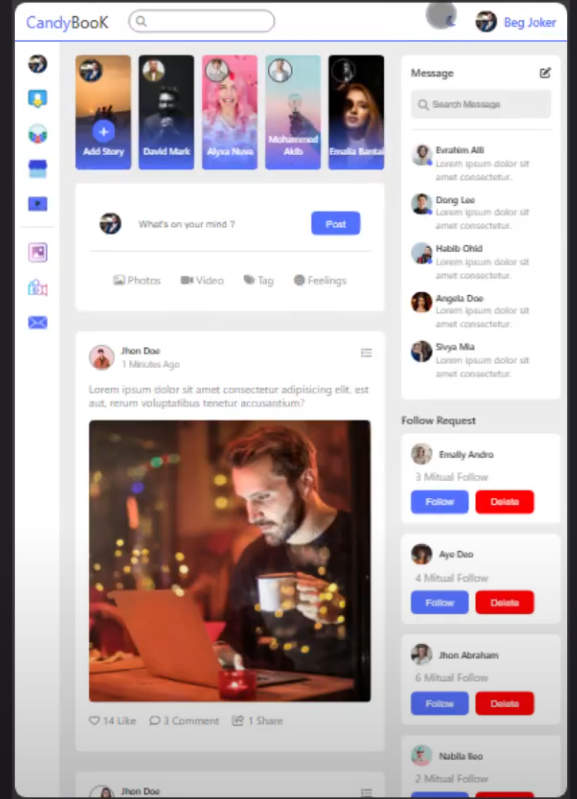 CandyBooK
Beg Joker
Add Story
David Mark
Alyxa Nova
Mohammed
Akib
Emalia Bantal
What's on your mind ?
Post
Photos
Video
Tag
Feelings
Jhon Doe
1 Minutes Ago
Lorem ipsum dolor sit amet consectetur adipisicing elit, est
aut, rerum voluptatibus tenetur accusantium?
14 Like
3 Comment
1 Share
Jhon Doe
Message
Search Message
Evrahim Alli
Lorem ipsum dolor sit
amet consectetur.
Dong Lee
Lorem ipsum dolor sit
amet consectetur.
Habib Ohid
Lorem ipsum dolor sit
amet consectetur.
Angela Doe
Lorem ipsum dolor sit
amet consectetur.
Sivya Mia
Lorem ipsum dolor sit
amet consectetur.
Follow Request
Emally Andro
3 Mitual Follow
Follow
Delete
Aye Deo
4 Mitual Follow
Follow
Delete
Jhon Abraham
6 Mitual Follow
Follow
Delete
Nabila
2 Mitual Follow